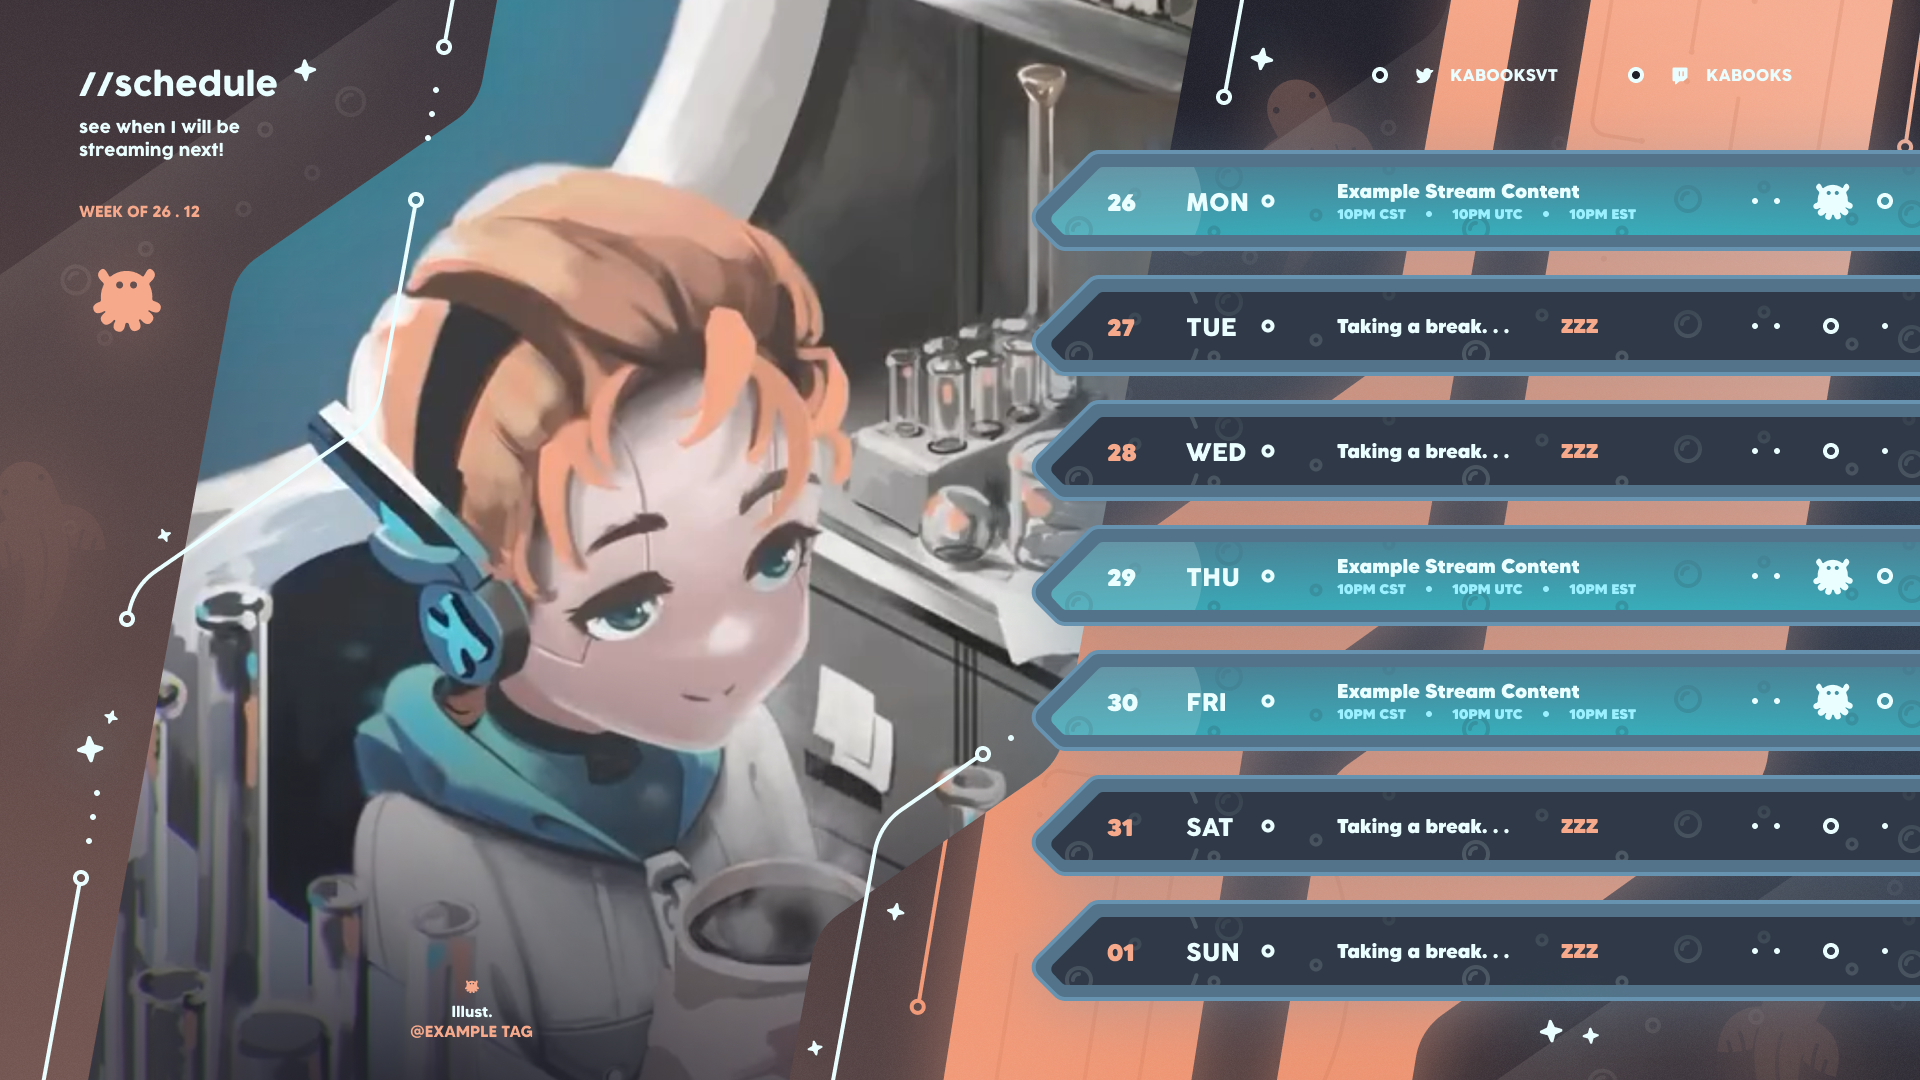 //schedule
see when I will be
streaming next!
WEEK OF 26 . 12
KABOOKSVT
KABOOKS
26 MON Example Stream Content
10PM CST • 10PM UTC • 10PM EST
27 TUE Taking a break. . . ZZZ
28 WED Taking a break. . . ZZZ
29 THU Example Stream Content
10PM CST • 10PM UTC • 10PM EST
30 FRI Example Stream Content
10PM CST • 10PM UTC • 10PM EST
31 SAT Taking a break. . . ZZZ
01 SUN Taking a break. . . ZZZ
Illust.
@EXAMPLE TAG